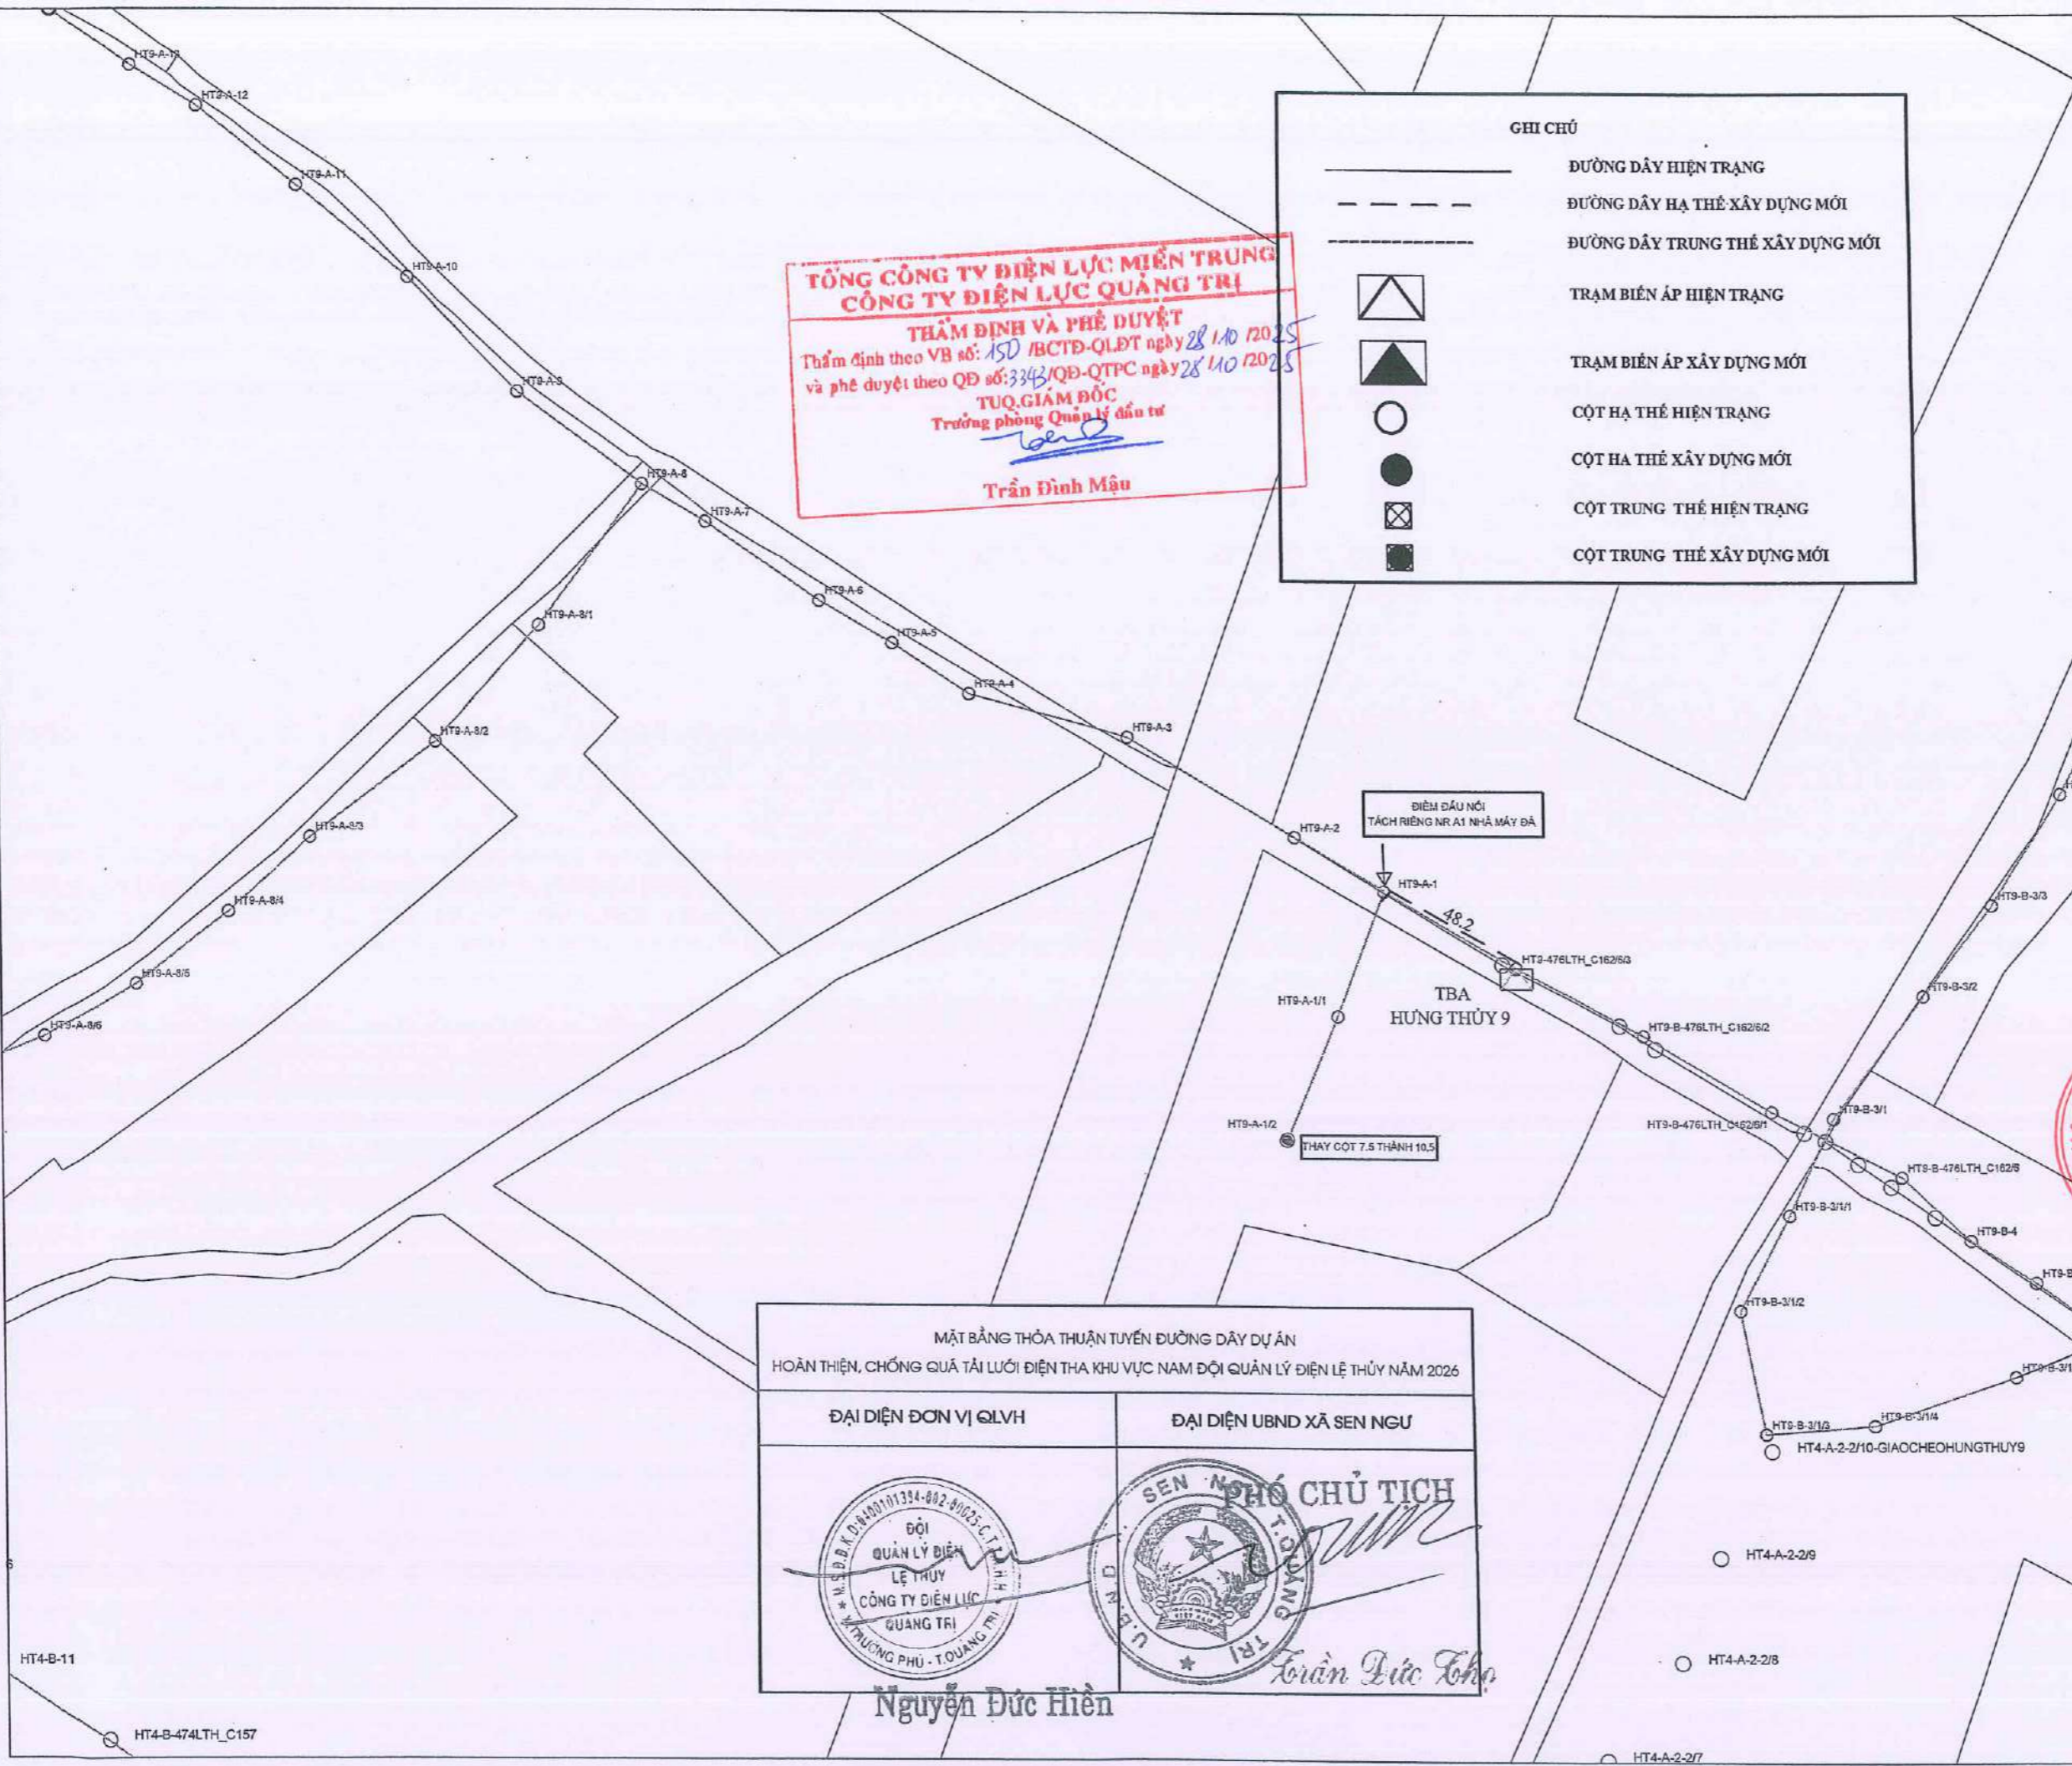 HT9-A-12
HT9-A-11
HT9-A-10
HT9-A-9
HT9-A-8
HT9-A-7
HT9-A-6
HT9-A-5
HT9-A-4
HT9-A-3
HT9-A-2
HT9-A-1
HT9-A-8/1
HT9-A-8/2
HT9-A-8/3
HT9-A-8/4
HT9-A-8/5
HT9-A-8/6
GHI CHÚ
ĐƯỜNG DÂY HIỆN TRẠNG
ĐƯỜNG DÂY HẠ THẾ XÂY DỰNG MỚI
ĐƯỜNG DÂY TRUNG THẾ XÂY DỰNG MỚI
TRẠM BIẾN ÁP HIỆN TRẠNG
TRẠM BIẾN ÁP XÂY DỰNG MỚI
CỘT HẠ THẾ HIỆN TRẠNG
CỘT HA THẾ XÂY DỰNG MỚI
CỘT TRUNG THẾ HIỆN TRẠNG
CỘT TRUNG THẾ XÂY DỰNG MỚI
TỔNG CÔNG TY ĐIỆN LỰC MIỀN TRUNG
CÔNG TY ĐIỆN LỰC QUẢNG TRỊ
THẨM ĐỊNH VÀ PHÊ DUYỆT
Thẩm định theo VB số: 150 /BCTĐ-QLĐT ngày 28/10/2025
và phê duyệt theo QĐ số: 3343/QĐ-QTPC ngày 28/10/2025
TUQ.GIÁM ĐỐC
Trưởng phòng Quản lý đầu tư
Trần Đình Mậu
ĐIỂM ĐẤU NỐI
TÁCH RIÊNG NR A1 NHÀ MÁY ĐÁ
48.2
HT9-476LTH_C162/6/3
TBA
HƯNG THỦY 9
HT9-A-1/1
HT9-A-1/2
THAY CỘT 7.5 THÀNH 10,5
HT9-B-476LTH_C162/6/2
HT9-B-476LTH_C162/6/1
HT9-B-476LTH_C162/6
HT9-B-3/3
HT9-B-3/2
HT9-B-3/1
HT9-B-3/1/1
HT9-B-4
HT9-B
HT9-B-3/1/2
HT9-B-3/1
HT9-B-3/1/3
HT9-B-3/1/4
HT4-A-2-2/10-GIAOCHEOHUNGTHUY9
HT4-A-2-2/9
HT4-A-2-2/8
HT4-A-2-2/7
MẶT BẰNG THỎA THUẬN TUYẾN ĐƯỜNG DÂY DỰ ÁN
HOÀN THIỆN, CHỐNG QUÁ TẢI LƯỚI ĐIỆN THA KHU VỰC NAM ĐỘI QUẢN LÝ ĐIỆN LỆ THỦY NĂM 2026
ĐẠI DIỆN ĐƠN VỊ QLVH
ĐẠI DIỆN UBND XÃ SEN NGƯ
ĐỘI
QUẢN LÝ ĐIỆN
LỆ THỦY
CÔNG TY ĐIỆN LỰC
QUẢNG TRỊ
X.TRƯỜNG PHÚ - T.QUẢNG TRỊ
Nguyễn Đức Hiền
U.B.N.D
T.QUẢNG TRỊ
PHÓ CHỦ TỊCH
Trần Đức Thọ
HT4-B-11
HT4-B-474LTH_C157